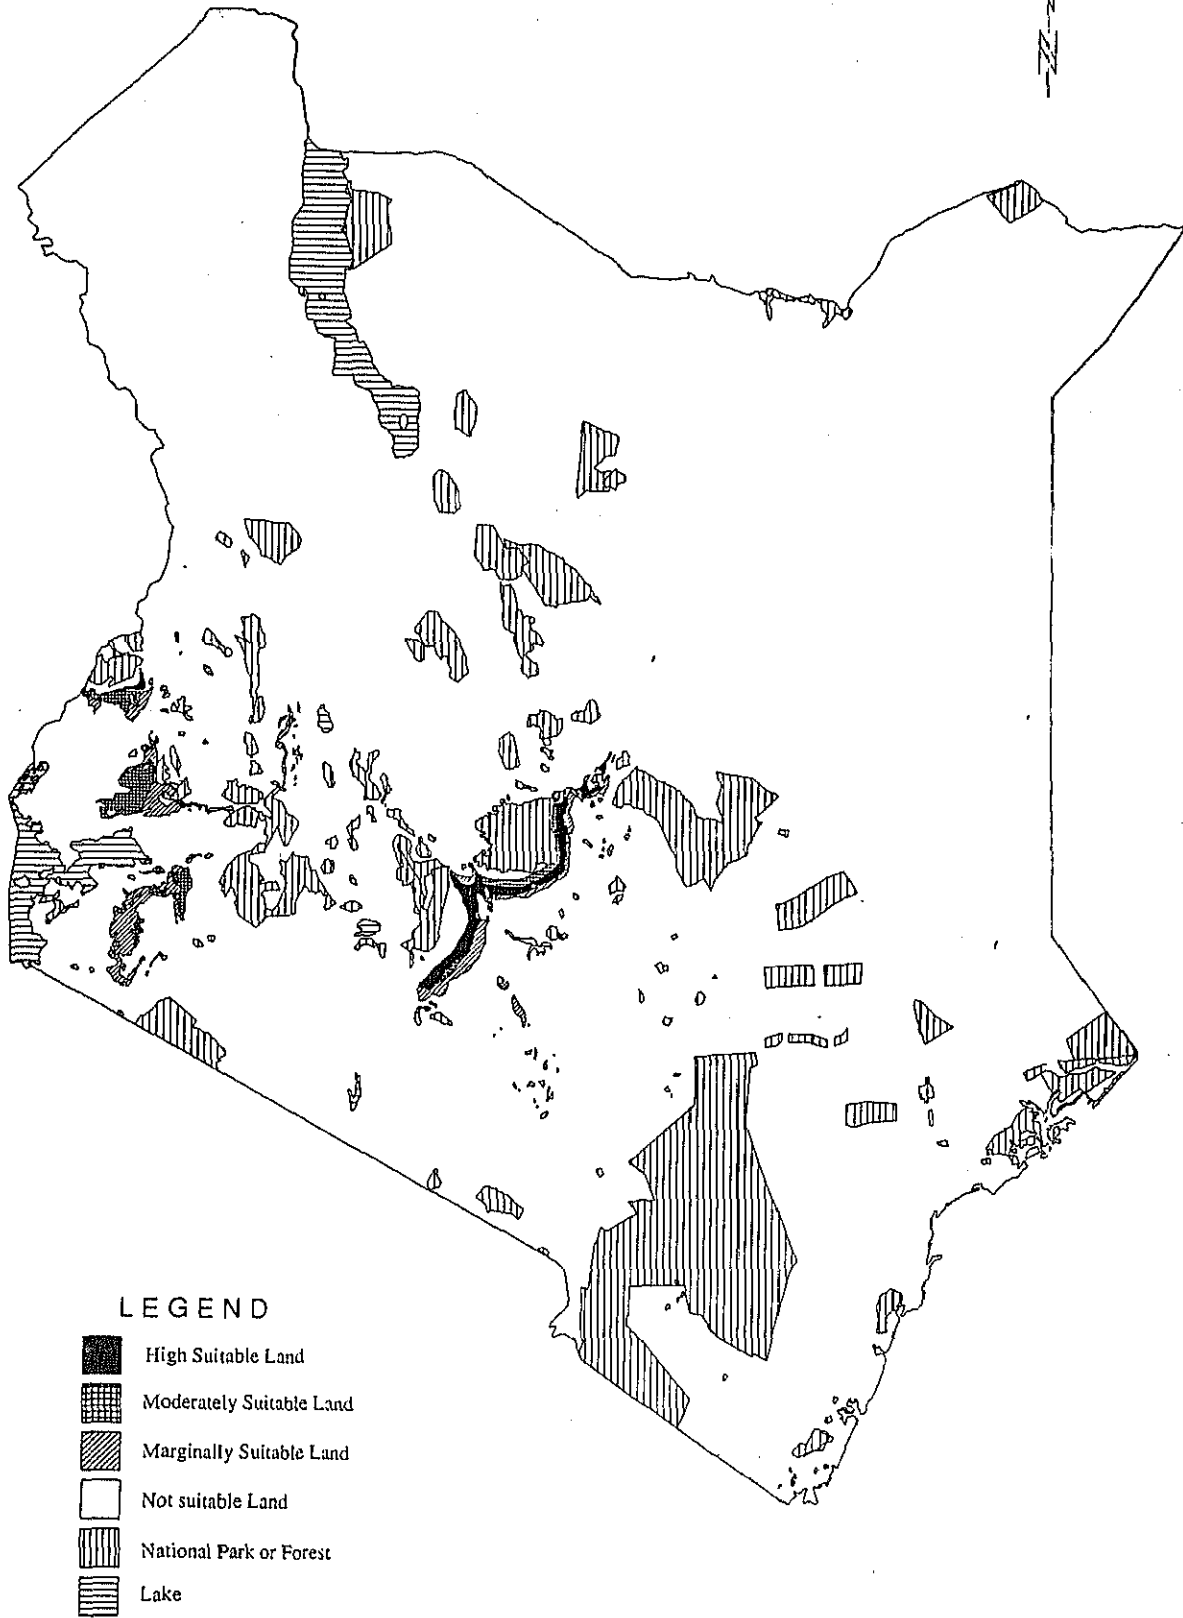 N
LEGEND
High Suitable Land
Moderately Suitable Land
Marginally Suitable Land
Not suitable Land
National Park or Forest
Lake